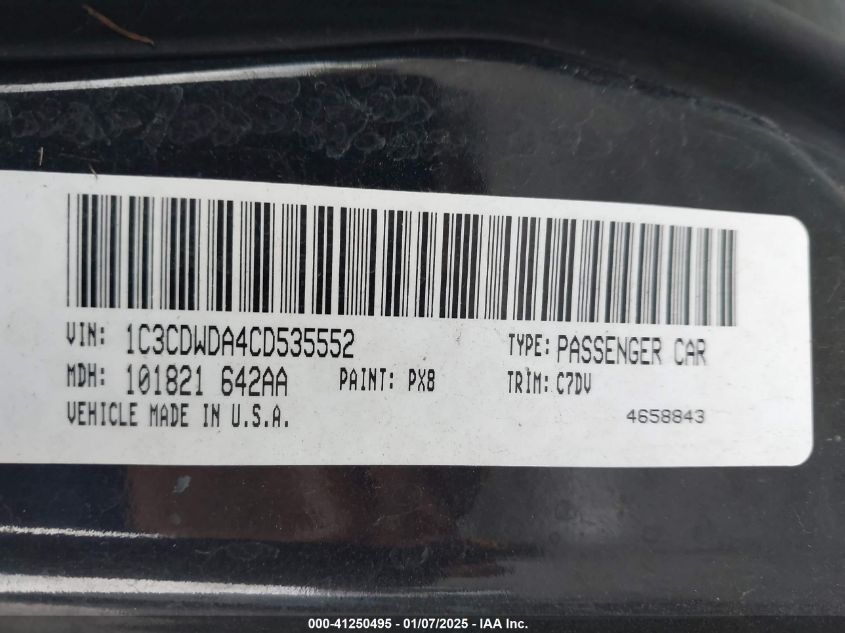 VIN: 1C3CDWDA4CD535552 TYPE: PASSENGER CAR
MDH: 101821 642AA PAINT: PX8 TRIM: C7DV
VEHICLE MADE IN U.S.A. 4658843
000-41250495 - 01/07/2025 - IAA Inc.